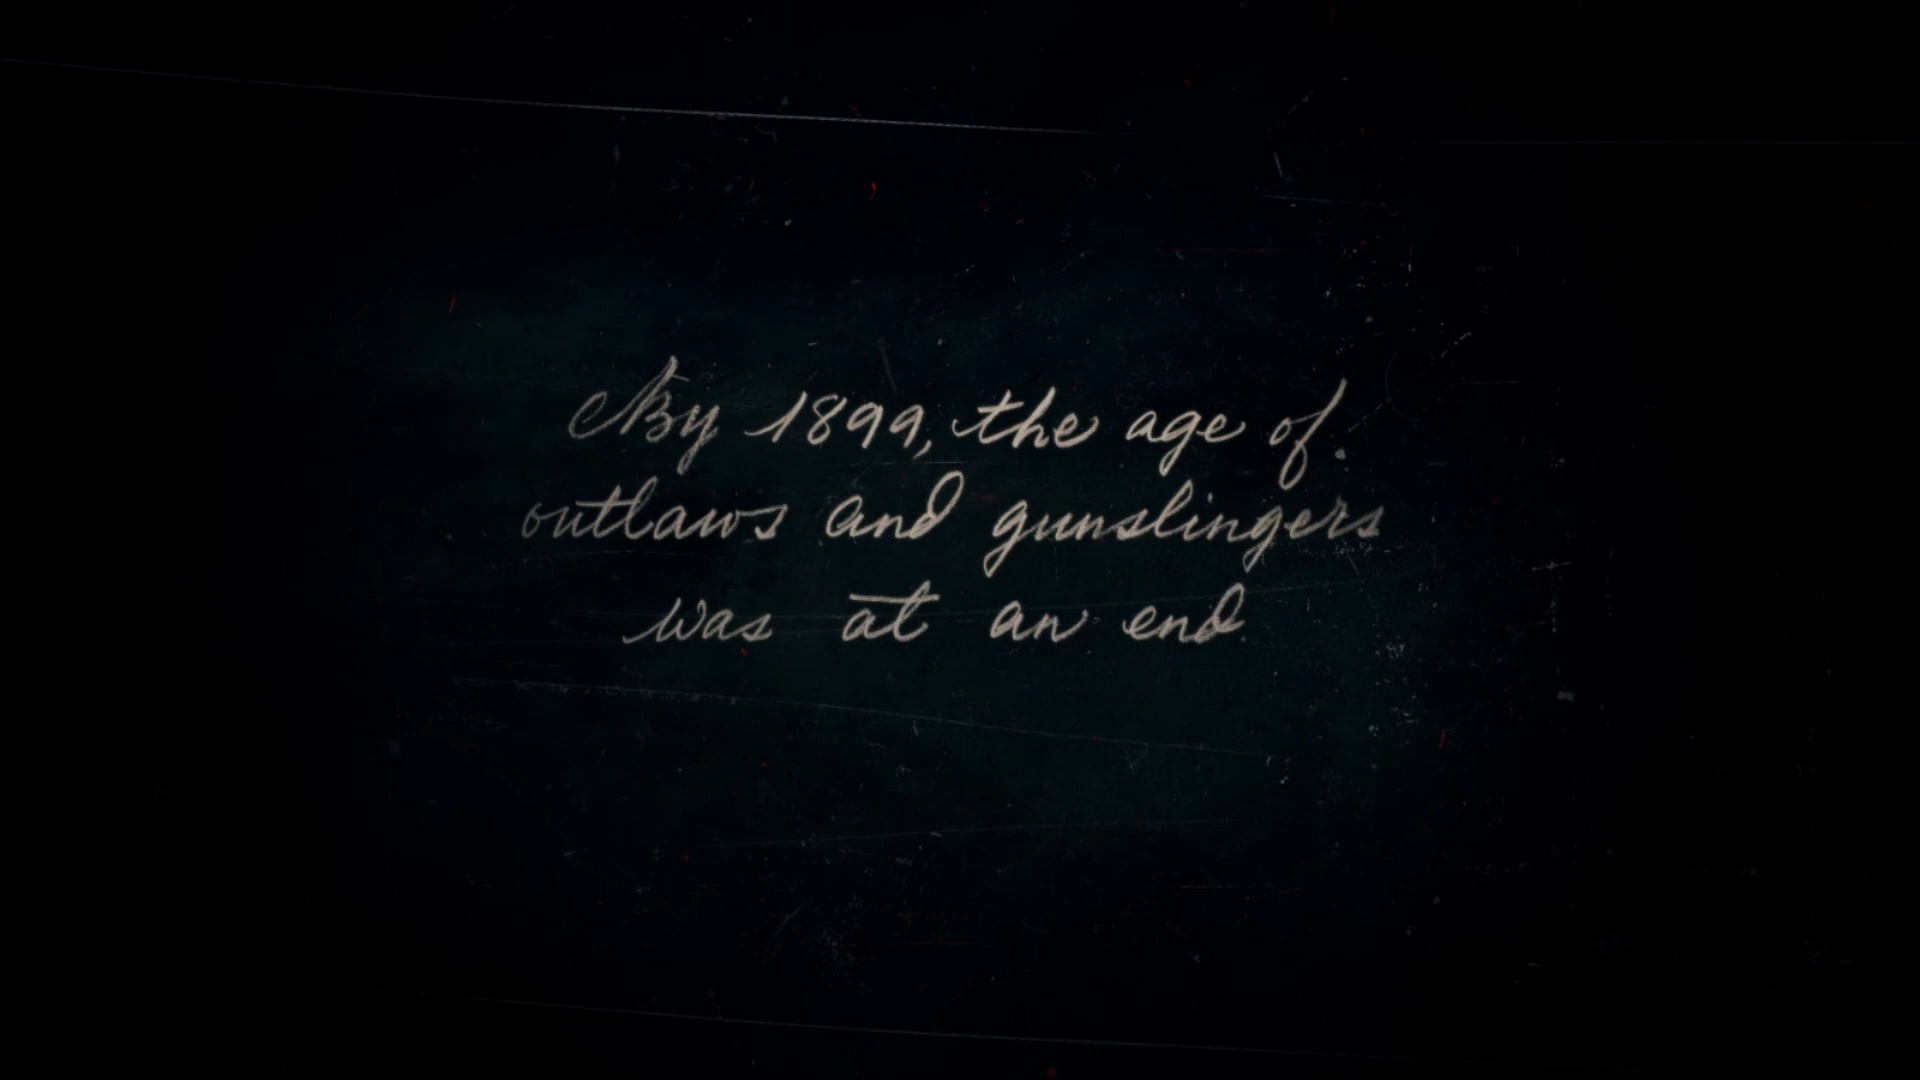 By 1899, the age of
outlaws and gunslingers
was at an end